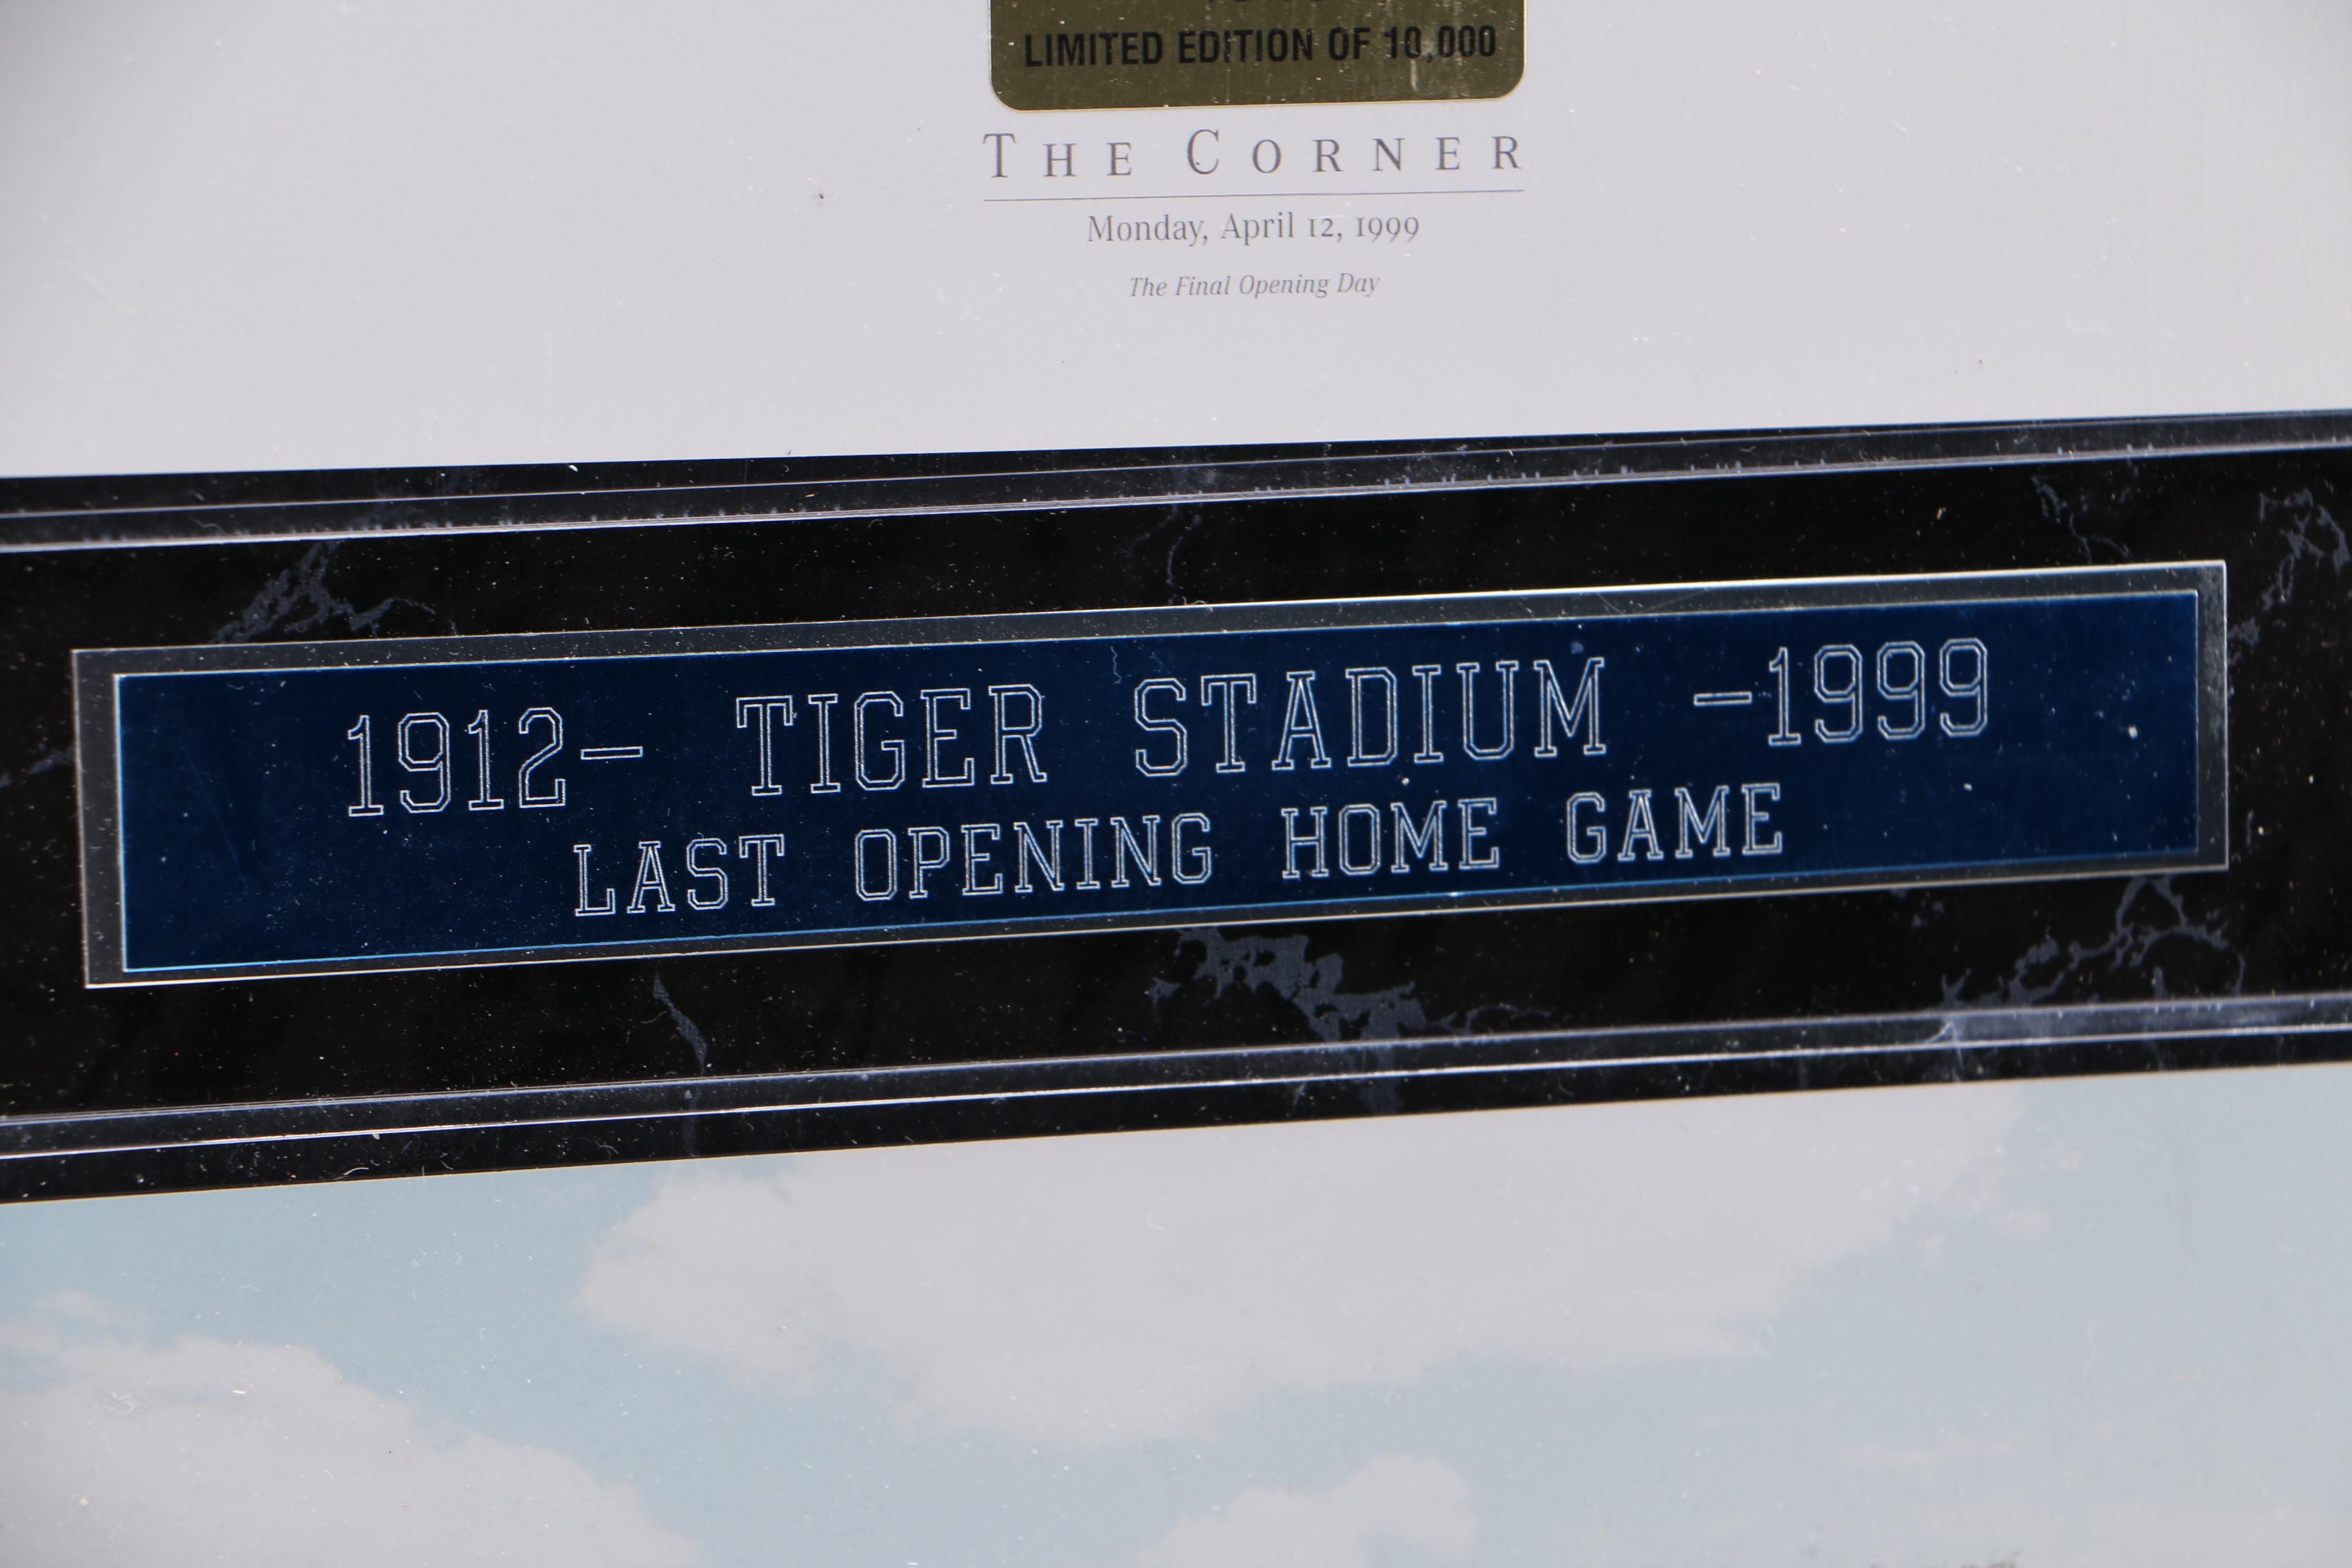 LIMITED EDITION OF 10,000
THE CORNER
Monday, April 12, 1999
The Final Opening Day
1912- TIGER STADIUM -1999
LAST OPENING HOME GAME